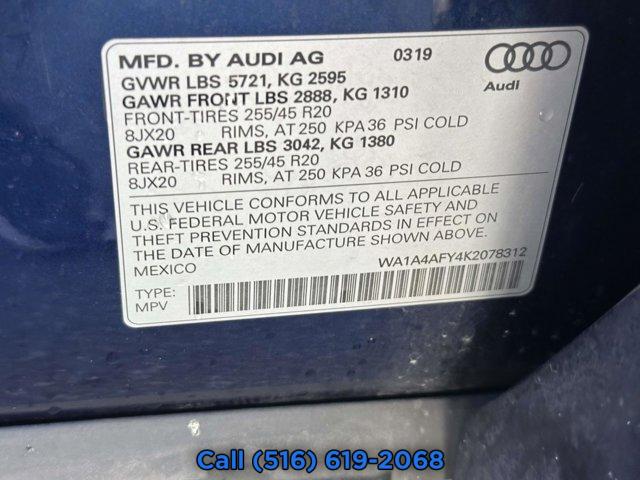 MFD. BY AUDI AG 0319
GVWR LBS 5721, KG 2595
GAWR FRONT LBS 2888, KG 1310
FRONT-TIRES 255/45 R20
8JX20 RIMS, AT 250 KPA 36 PSI COLD
GAWR REAR LBS 3042, KG 1380
REAR-TIRES 255/45 R20
8JX20 RIMS, AT 250 KPA 36 PSI COLD
Audi
THIS VEHICLE CONFORMS TO ALL APPLICABLE
U.S. FEDERAL MOTOR VEHICLE SAFETY AND
THEFT PREVENTION STANDARDS IN EFFECT ON
THE DATE OF MANUFACTURE SHOWN ABOVE.
MEXICO WA1A4AFY4K2078312
TYPE:
MPV
Call (516) 619-2068